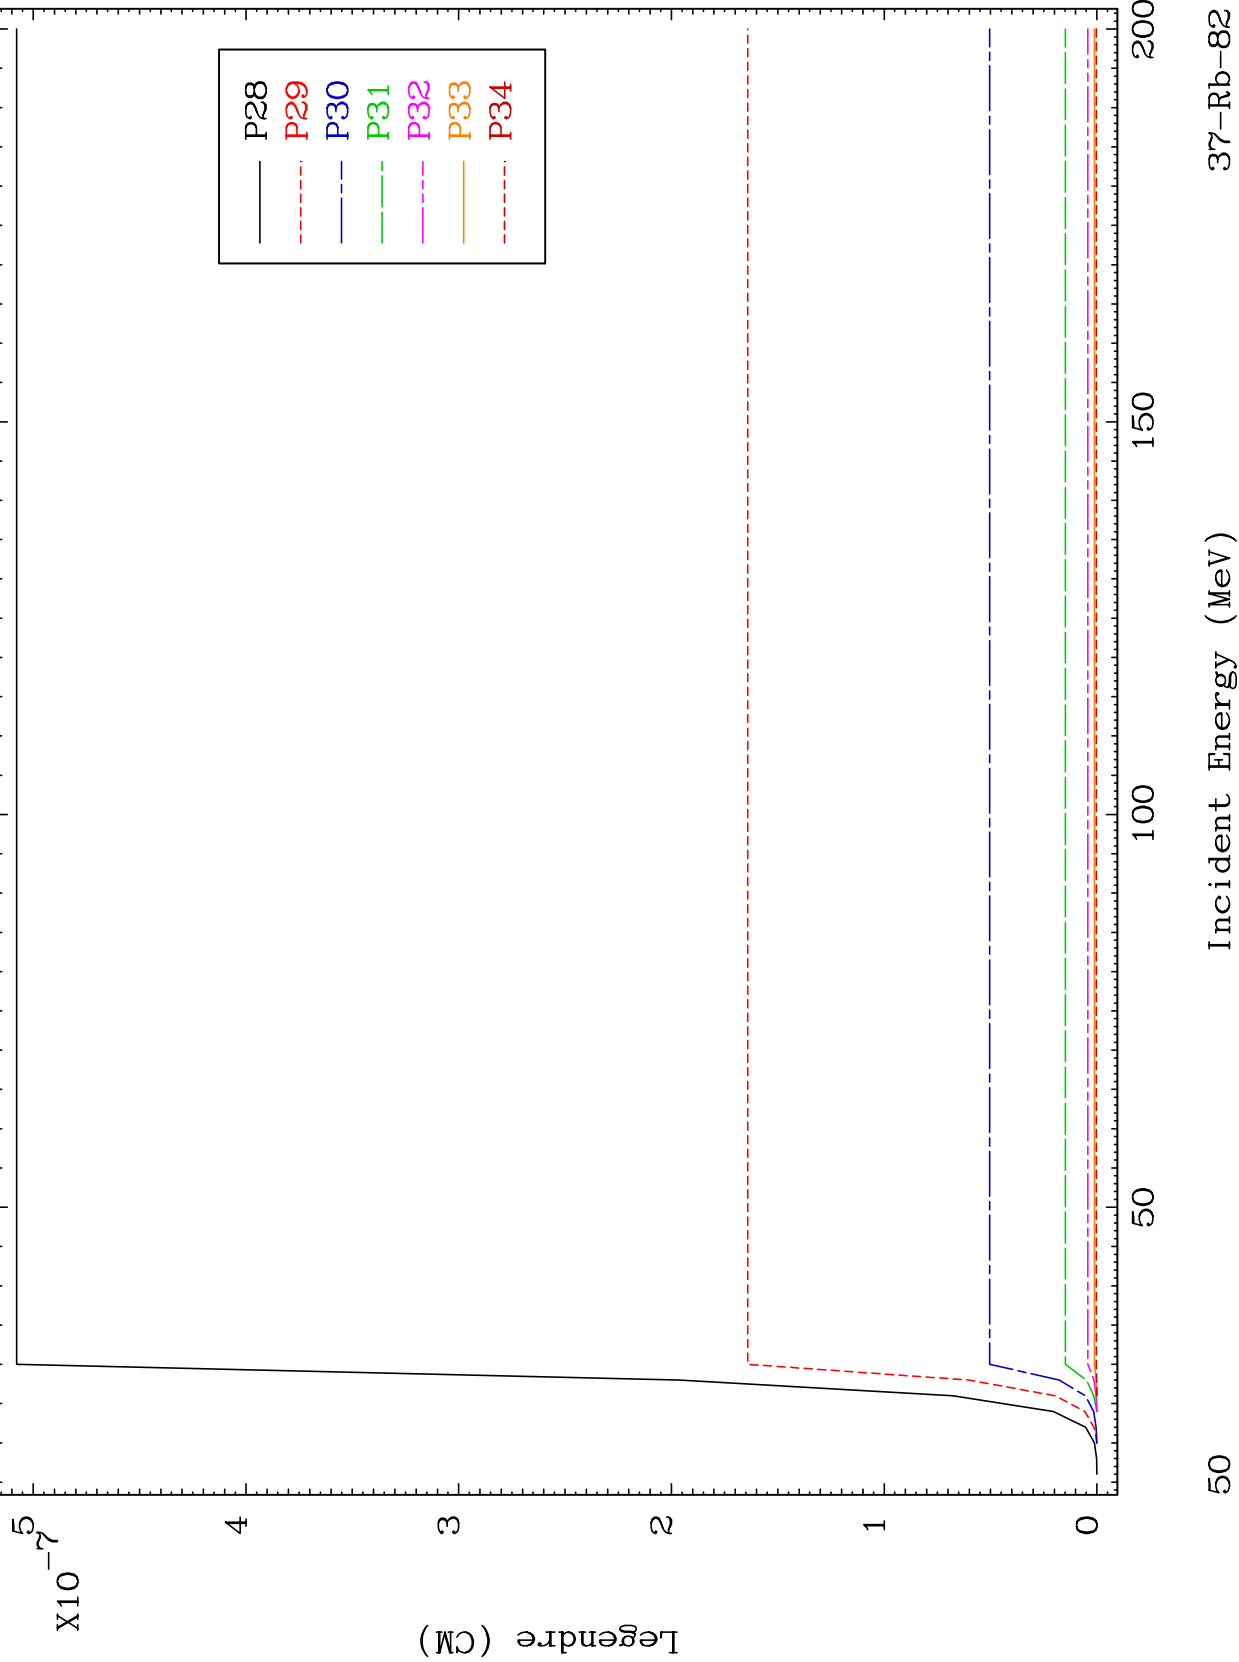 P28
P29
P30
P31
P32
P33
P34
5
4
3
2
1
0
X10-7
Legendre (CM)
50
100
150
200
Incident Energy (MeV)
50
37-Rb-82